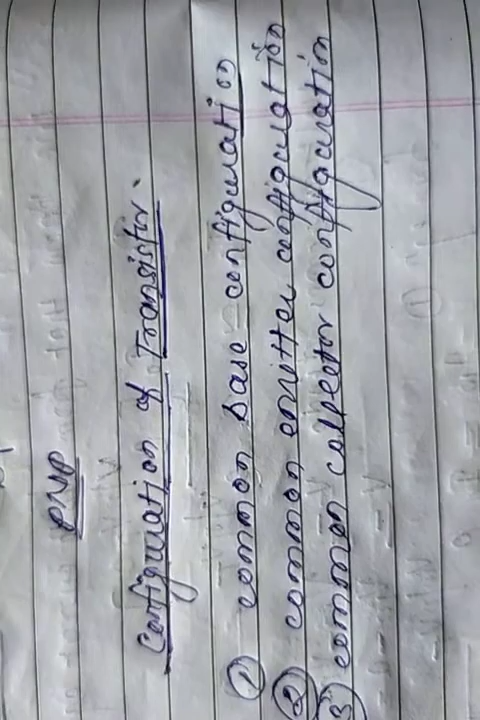 PNP
Configuration of Transistor.
① common base configuration
② common emitter configuration
③ common collector configuration